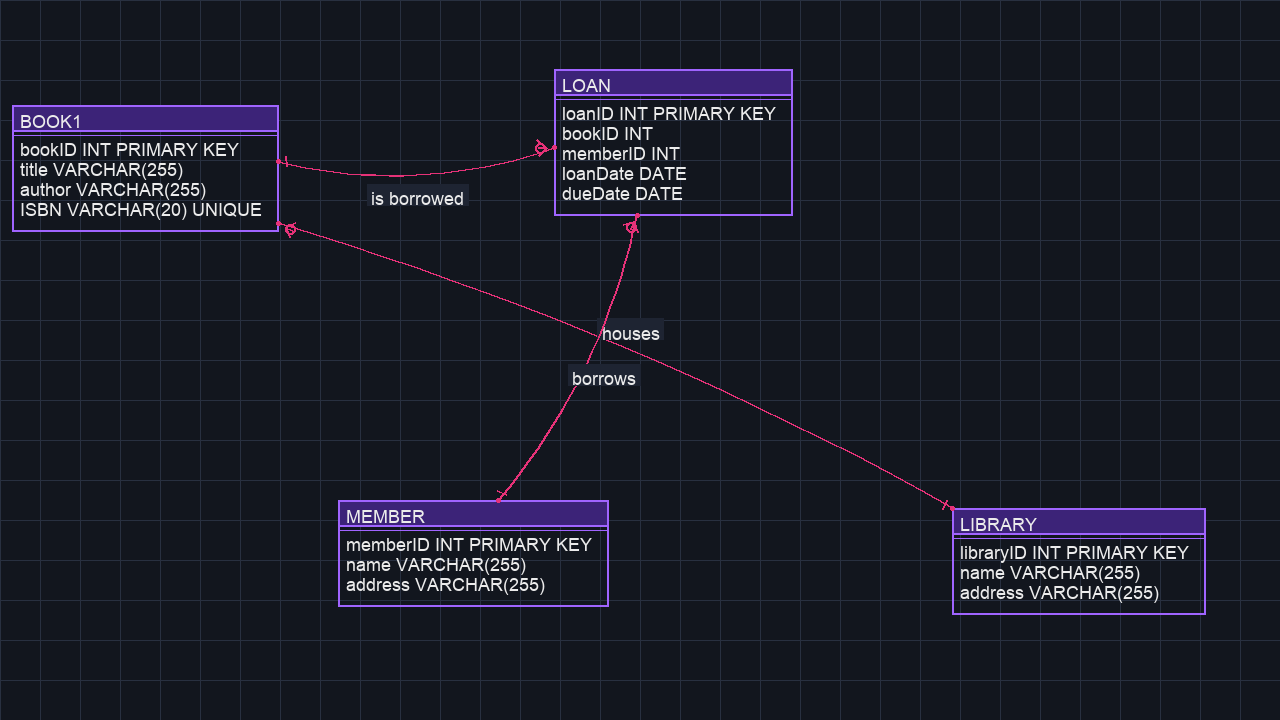 BOOK1
bookID INT PRIMARY KEY
title VARCHAR(255)
author VARCHAR(255)
ISBN VARCHAR(20) UNIQUE
LOAN
loanID INT PRIMARY KEY
bookID INT
memberID INT
loanDate DATE
dueDate DATE
is borrowed
houses
borrows
MEMBER
memberID INT PRIMARY KEY
name VARCHAR(255)
address VARCHAR(255)
LIBRARY
libraryID INT PRIMARY KEY
name VARCHAR(255)
address VARCHAR(255)